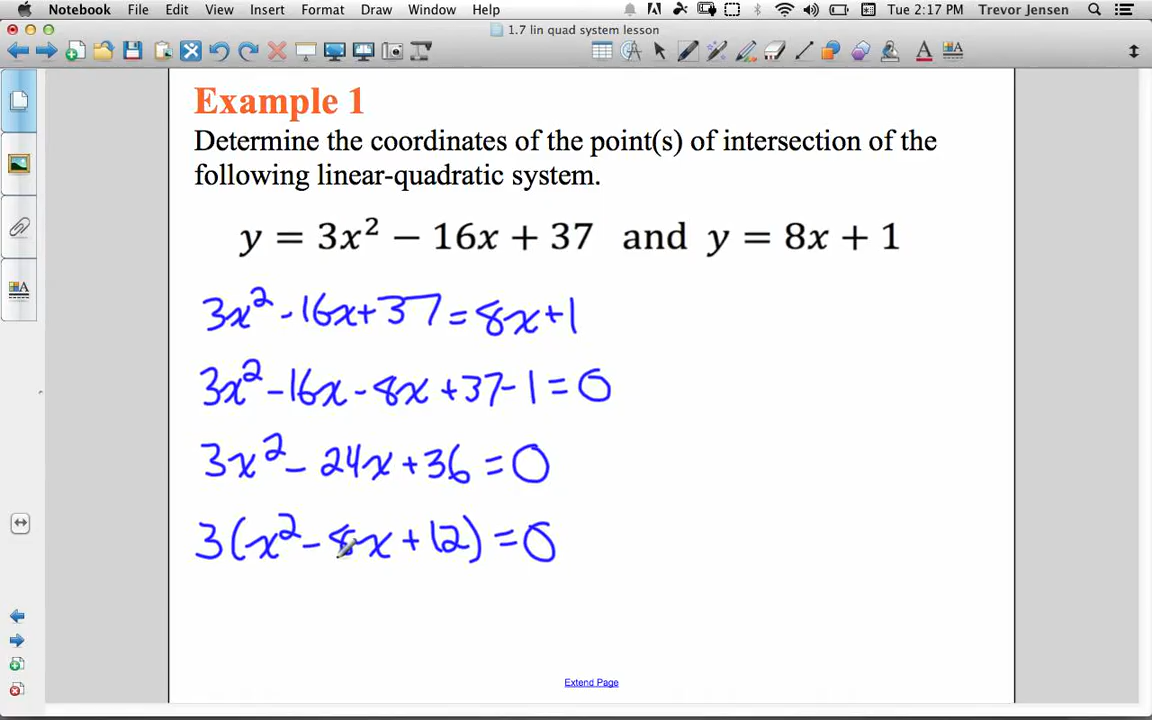 Notebook File Edit View Insert Format Draw Window Help Tue 2:17 PM Trevor Jensen
1.7 lin quad system lesson
Example 1
Determine the coordinates of the point(s) of intersection of the
following linear-quadratic system.
y = 3x² − 16x + 37 and y = 8x + 1
3x² - 16x + 37 = 8x + 1
3x² - 16x - 8x + 37 - 1 = 0
3x² - 24x + 36 = 0
3(x² - 8x + 12) = 0
Extend Page